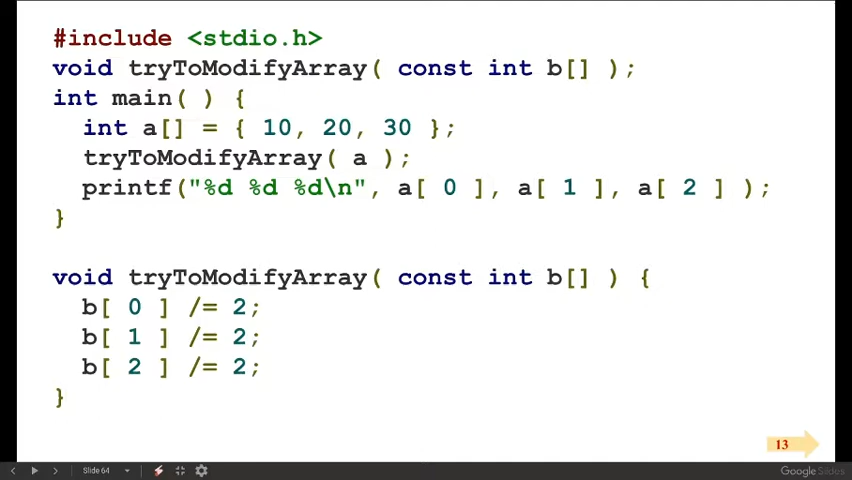 #include <stdio.h>
void tryToModifyArray( const int b[] );
int main( ) {
int a[] = { 10, 20, 30 };
tryToModifyArray( a );
printf("%d %d %d\n", a[ 0 ], a[ 1 ], a[ 2 ] );
}
void tryToModifyArray( const int b[] ) {
b[ 0 ] /= 2;
b[ 1 ] /= 2;
b[ 2 ] /= 2;
}
13
Slide 64
Google Slides